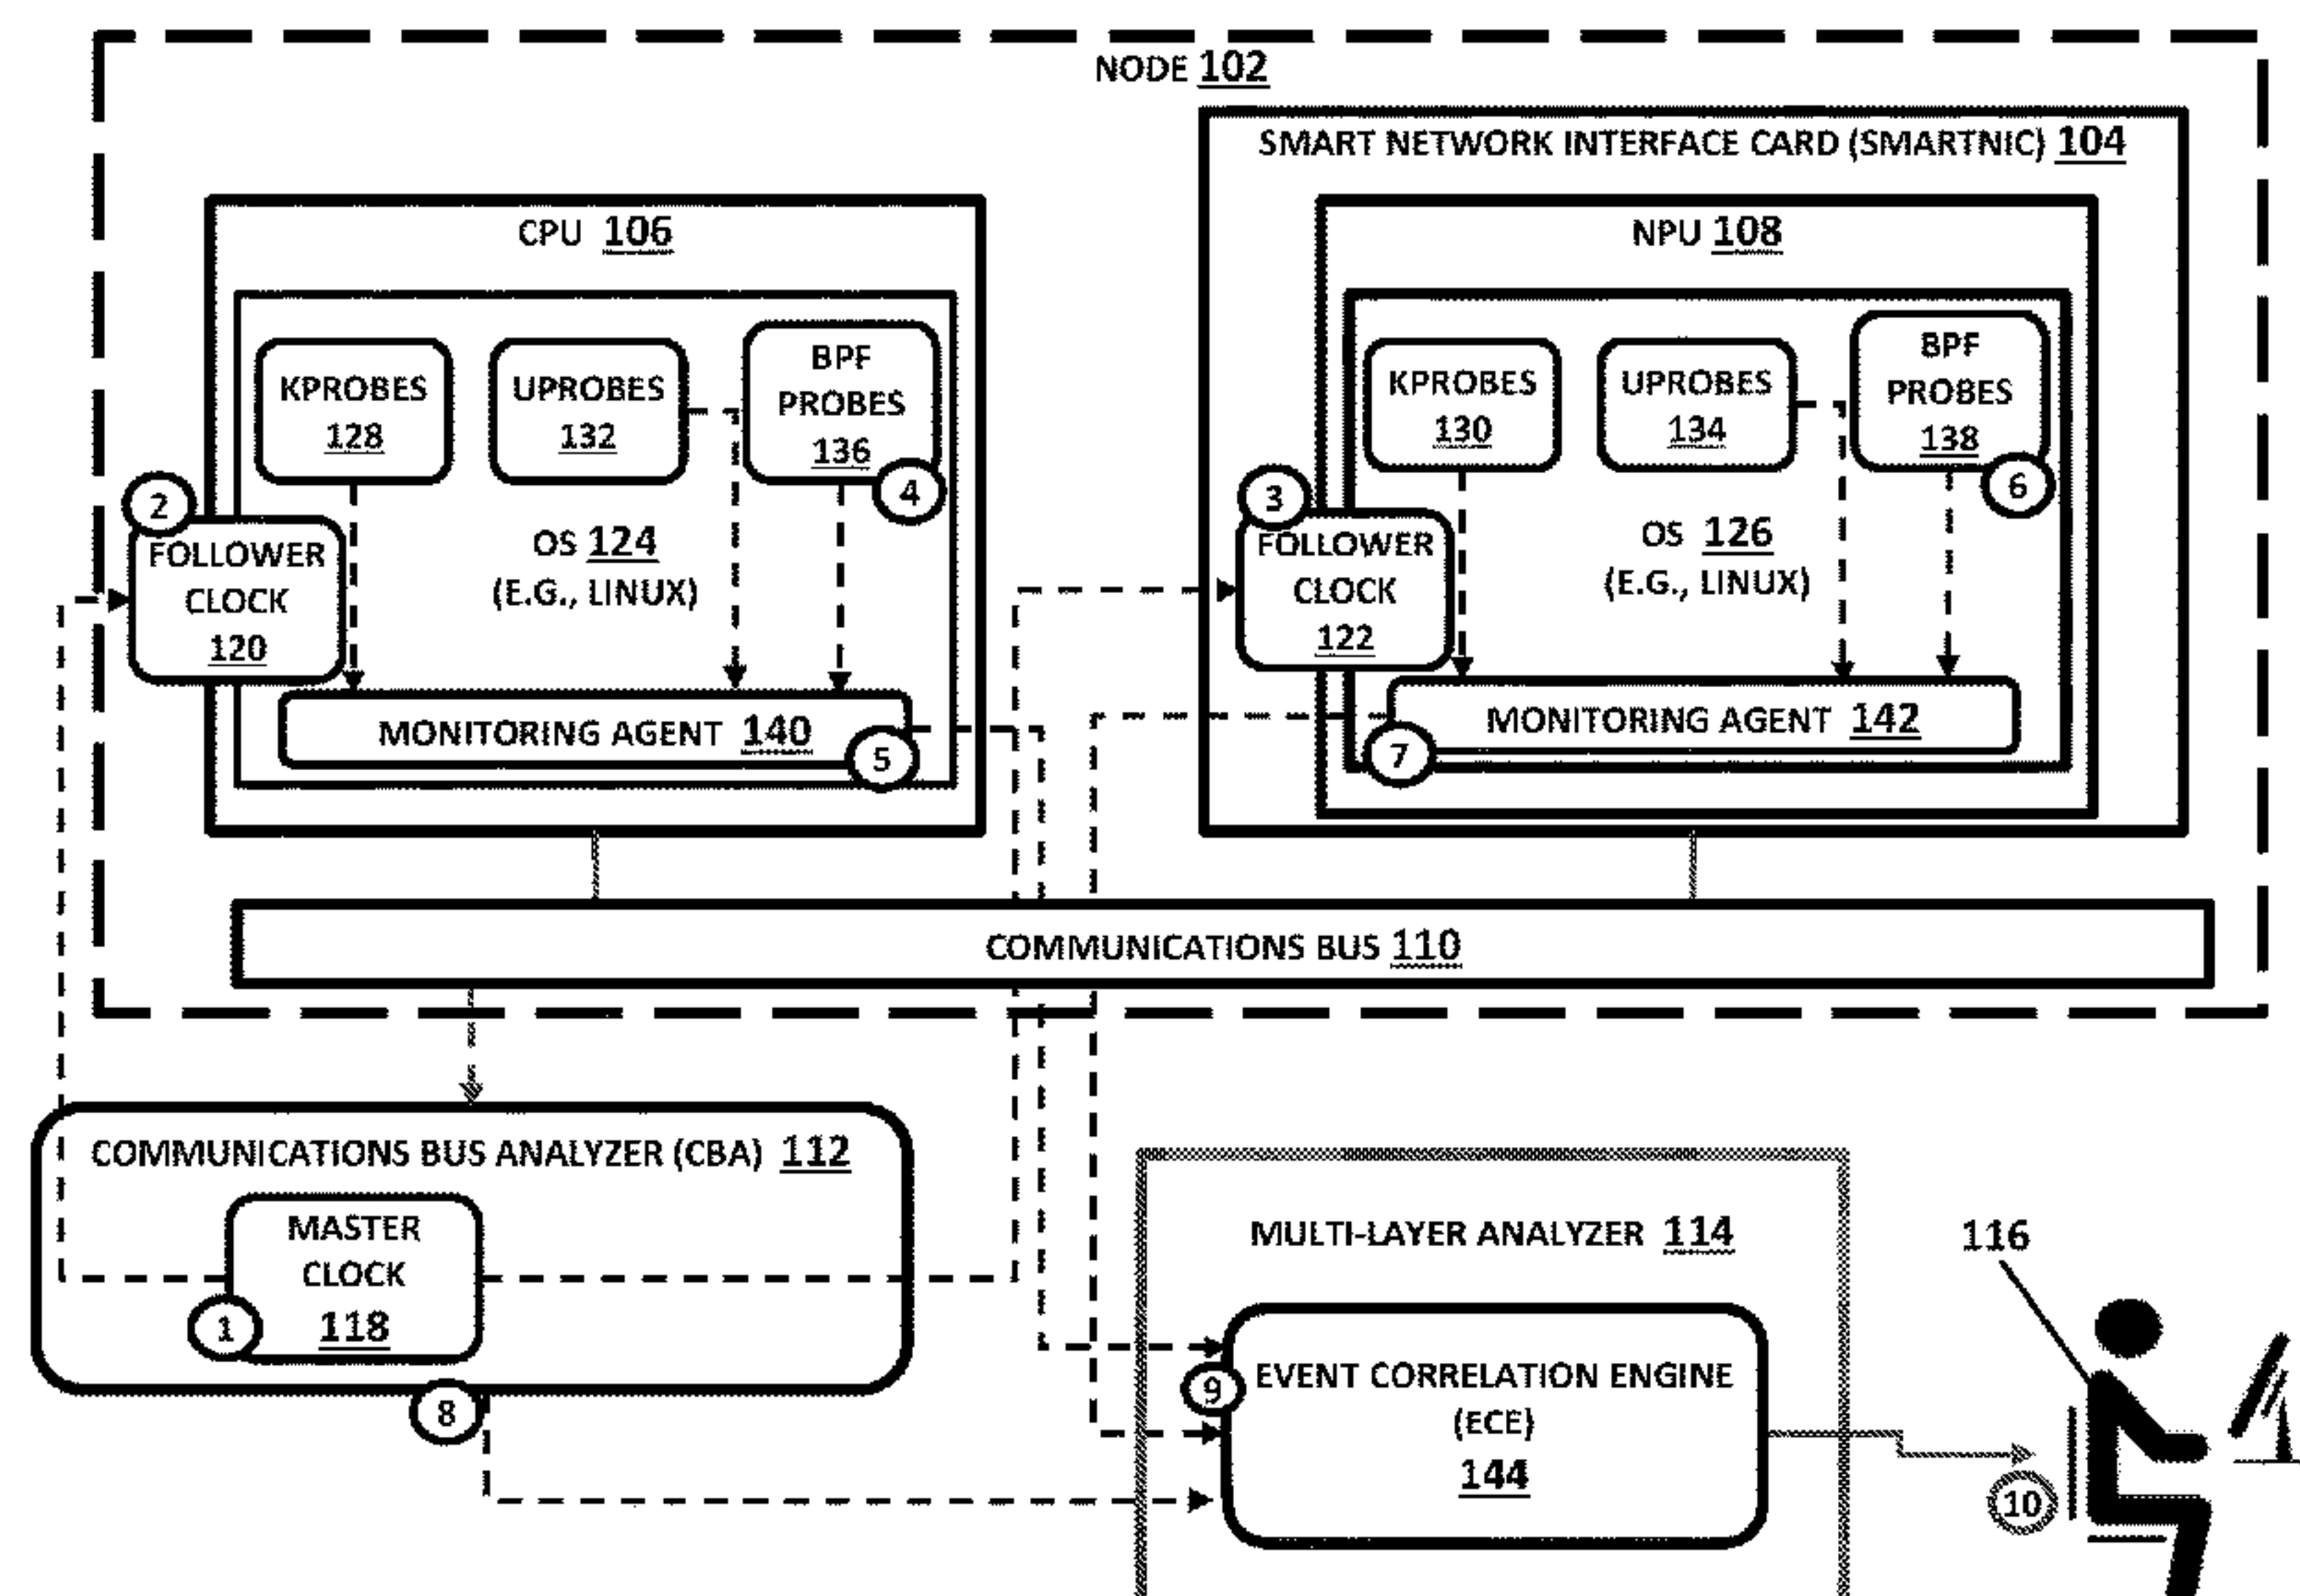 NODE 102
SMART NETWORK INTERFACE CARD (SMARTNIC) 104
CPU 106
NPU 108
KPROBES
128
UPROBES
132
BPF
PROBES
136
4
KPROBES
130
UPROBES
134
BPF
PROBES
138
6
2
FOLLOWER
CLOCK
120
OS 124
(E.G., LINUX)
3
FOLLOWER
CLOCK
122
OS 126
(E.G., LINUX)
MONITORING AGENT 140
5
MONITORING AGENT 142
7
COMMUNICATIONS BUS 110
COMMUNICATIONS BUS ANALYZER (CBA) 112
MASTER
CLOCK
118
1
8
MULTI-LAYER ANALYZER 114
116
9
EVENT CORRELATION ENGINE
(ECE)
144
10